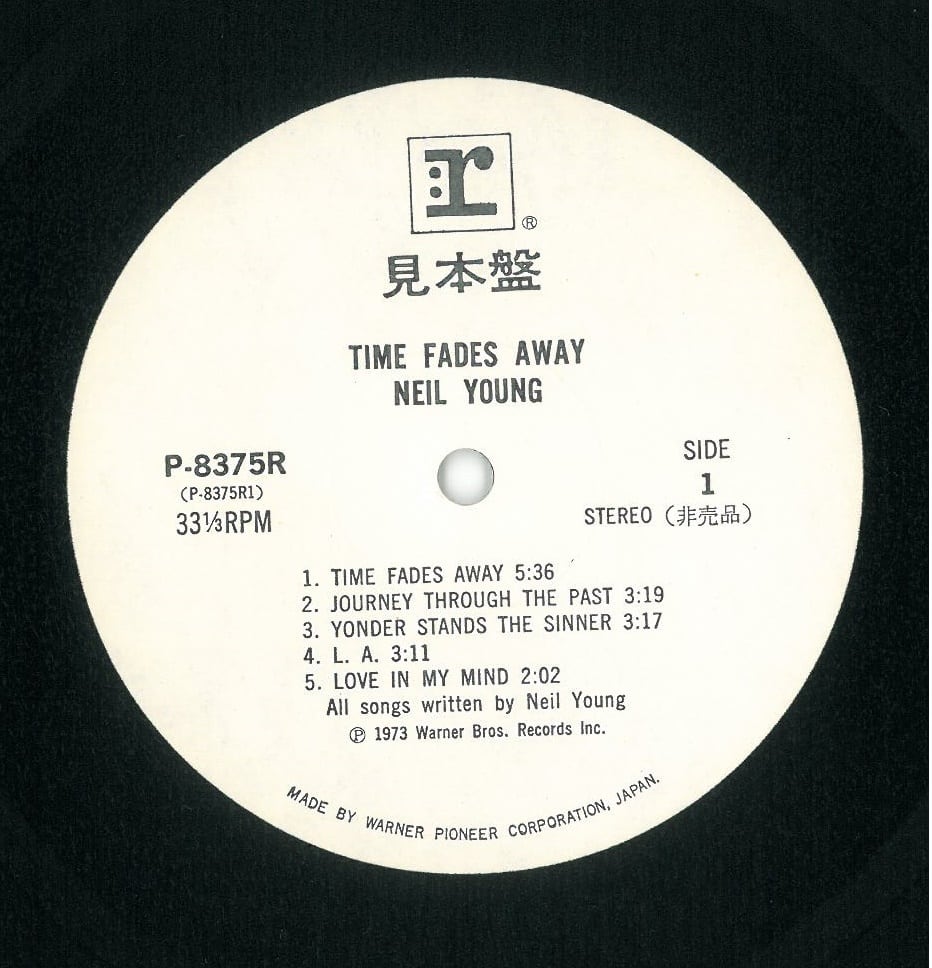 r
®
見本盤
TIME FADES AWAY
NEIL YOUNG
P-8375R
(P-8375R1)
33⅓RPM
SIDE
1
STEREO (非売品)
1. TIME FADES AWAY 5:36
2. JOURNEY THROUGH THE PAST 3:19
3. YONDER STANDS THE SINNER 3:17
4. L. A. 3:11
5. LOVE IN MY MIND 2:02
All songs written by Neil Young
℗ 1973 Warner Bros. Records Inc.
MADE BY WARNER PIONEER CORPORATION, JAPAN.